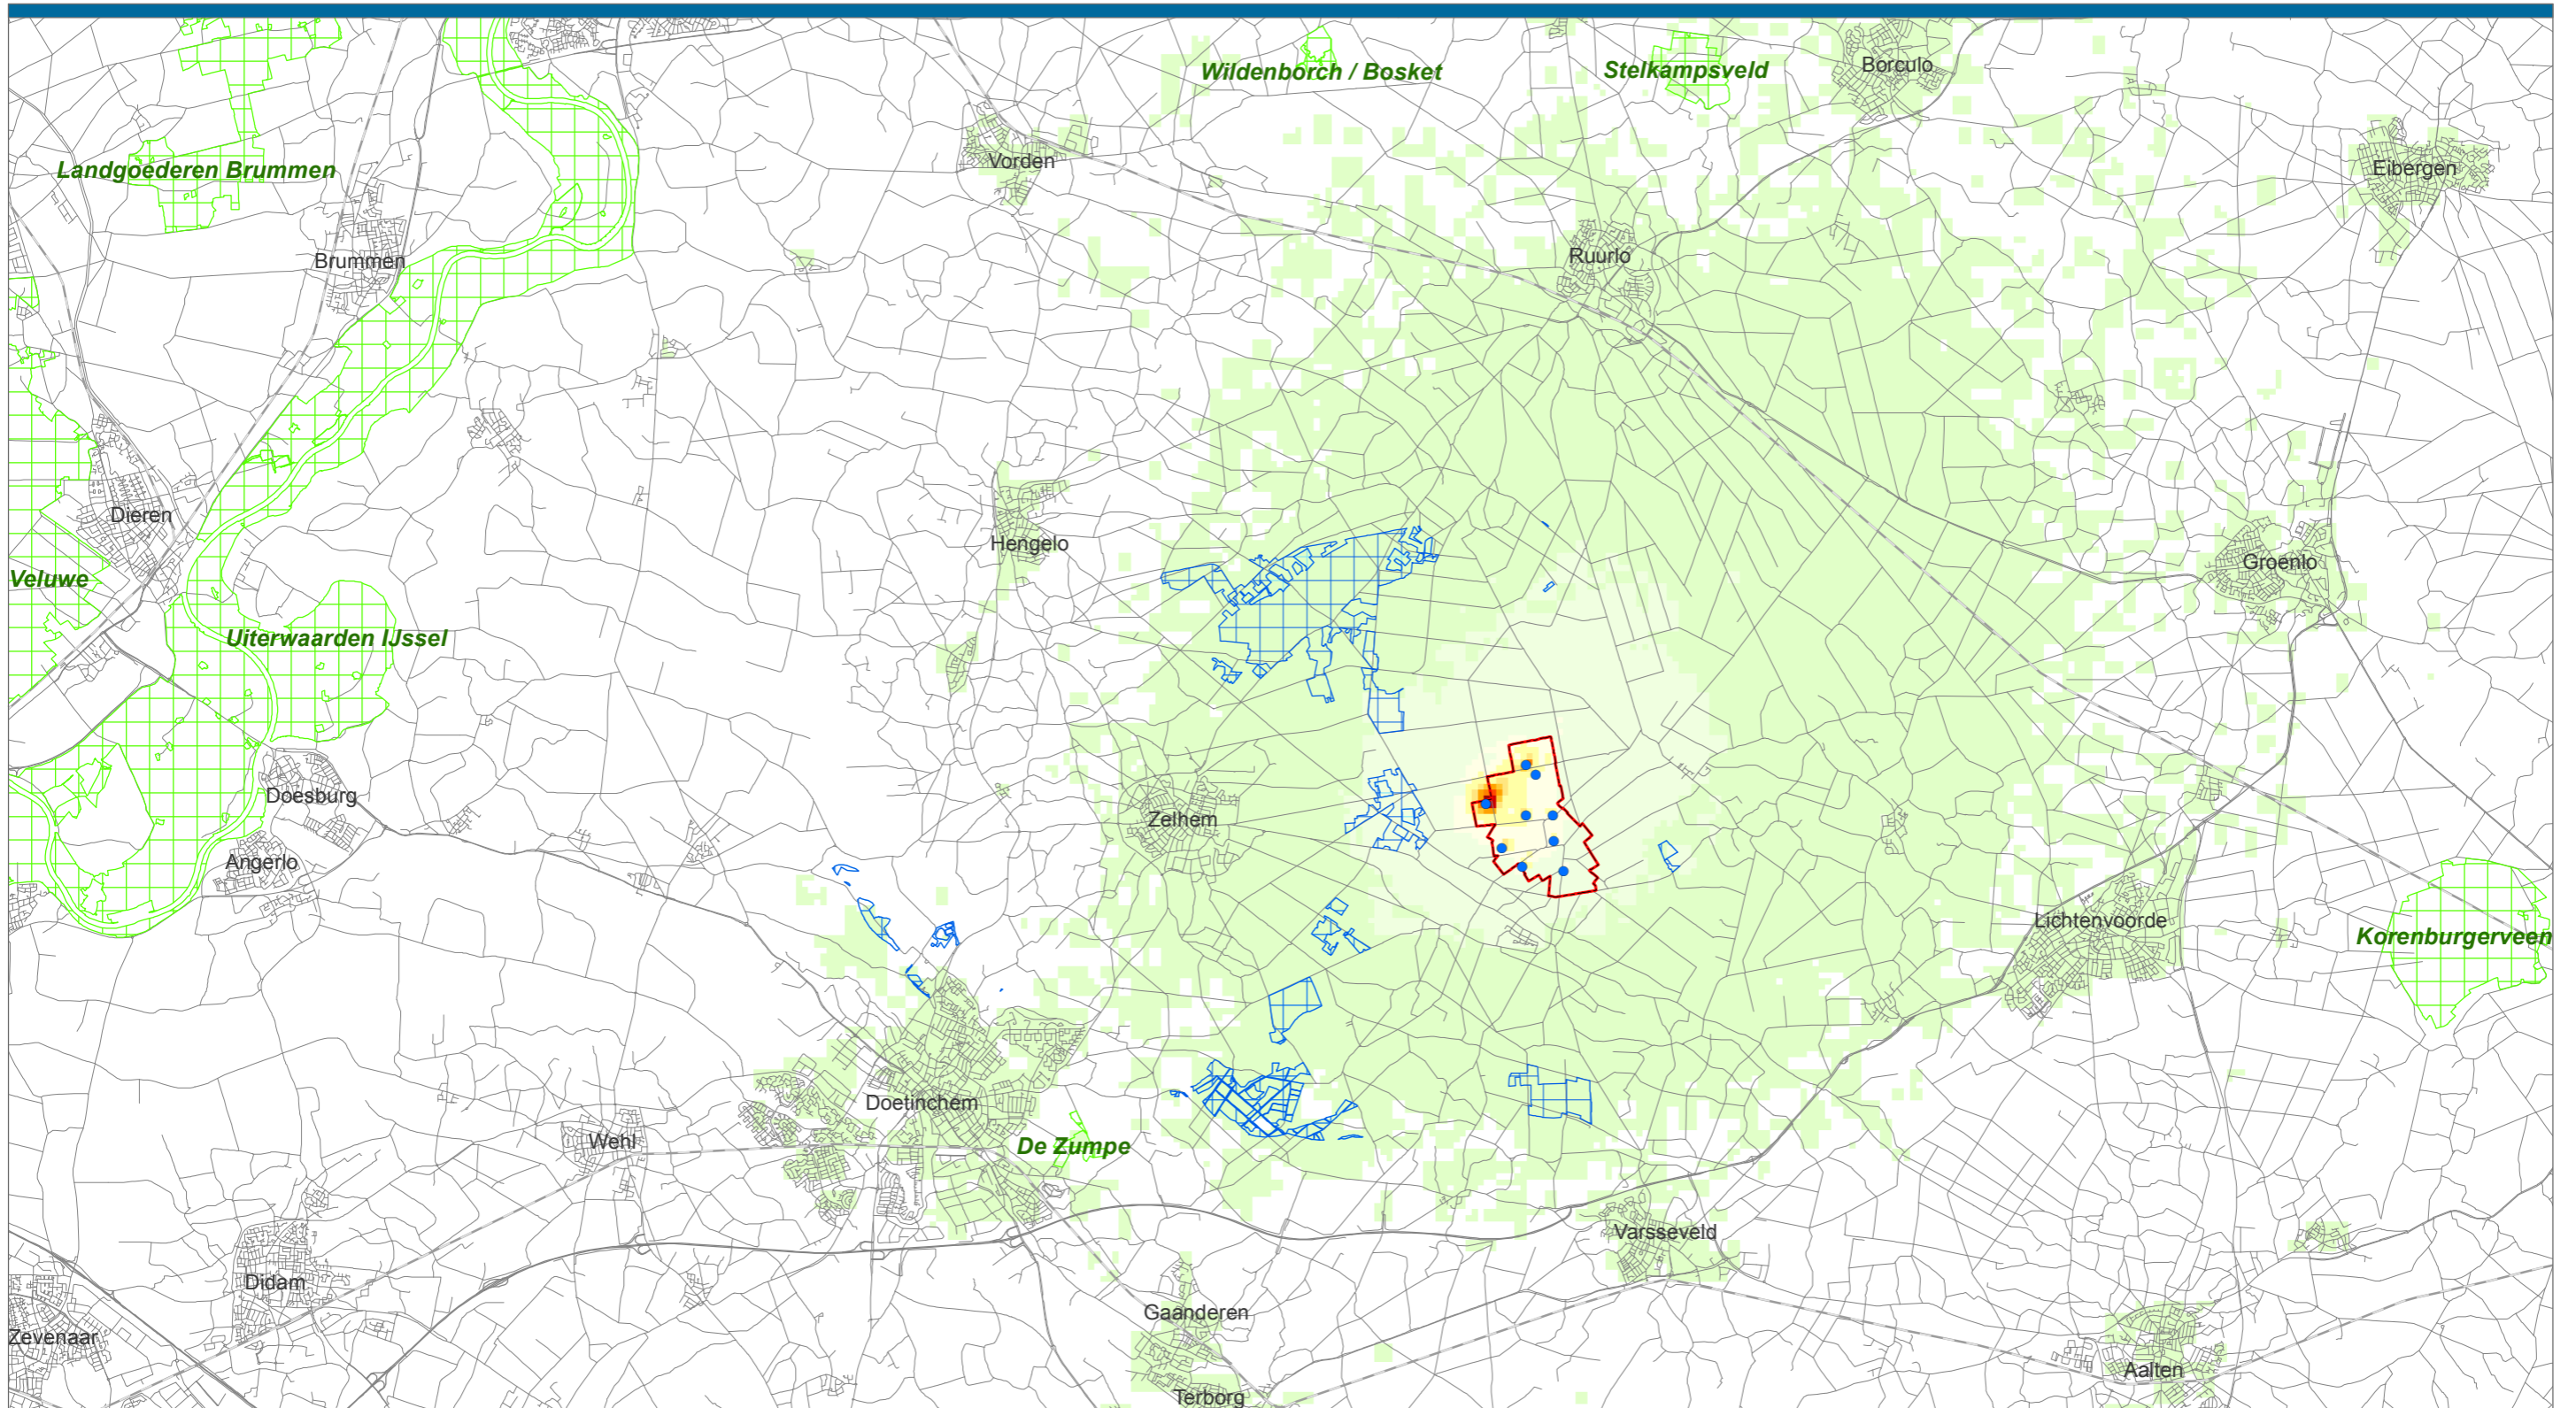 Borculo
Stelkampsveld
Wildenborch / Bosket
Vorden
Eibergen
Landgoederen Brummen
Ruurlo
Brummen
Dieren
Hengelo
Groenlo
Veluwe
Uiterwaarden IJssel
Doesburg
Zelhem
Angerlo
Lichtenvoorde
Korenburgerveen
Doetinchem
Wehl
De Zumpe
Varsseveld
Didam
Gaanderen
Zevenaar
Aalten
Terborg